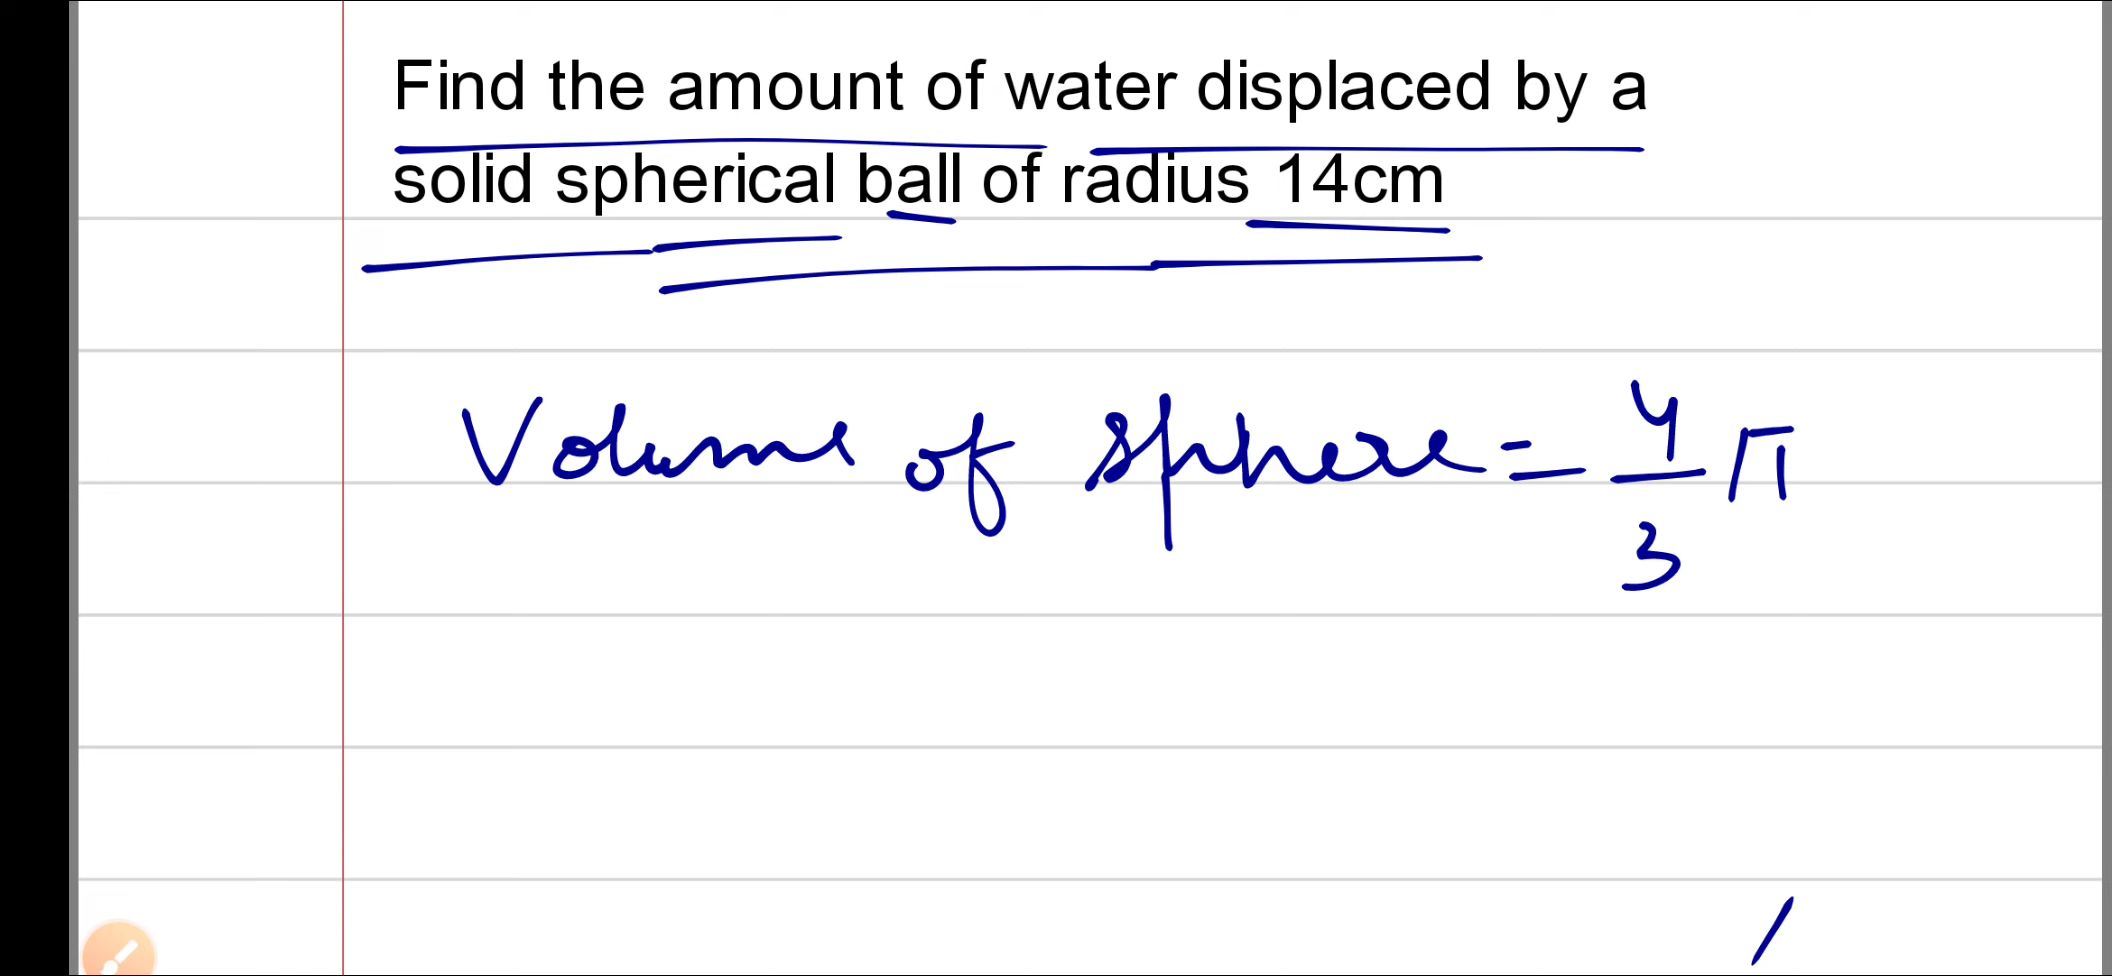 Find the amount of water displaced by a
solid spherical ball of radius 14cm
Volume of sphere = 4/3 π